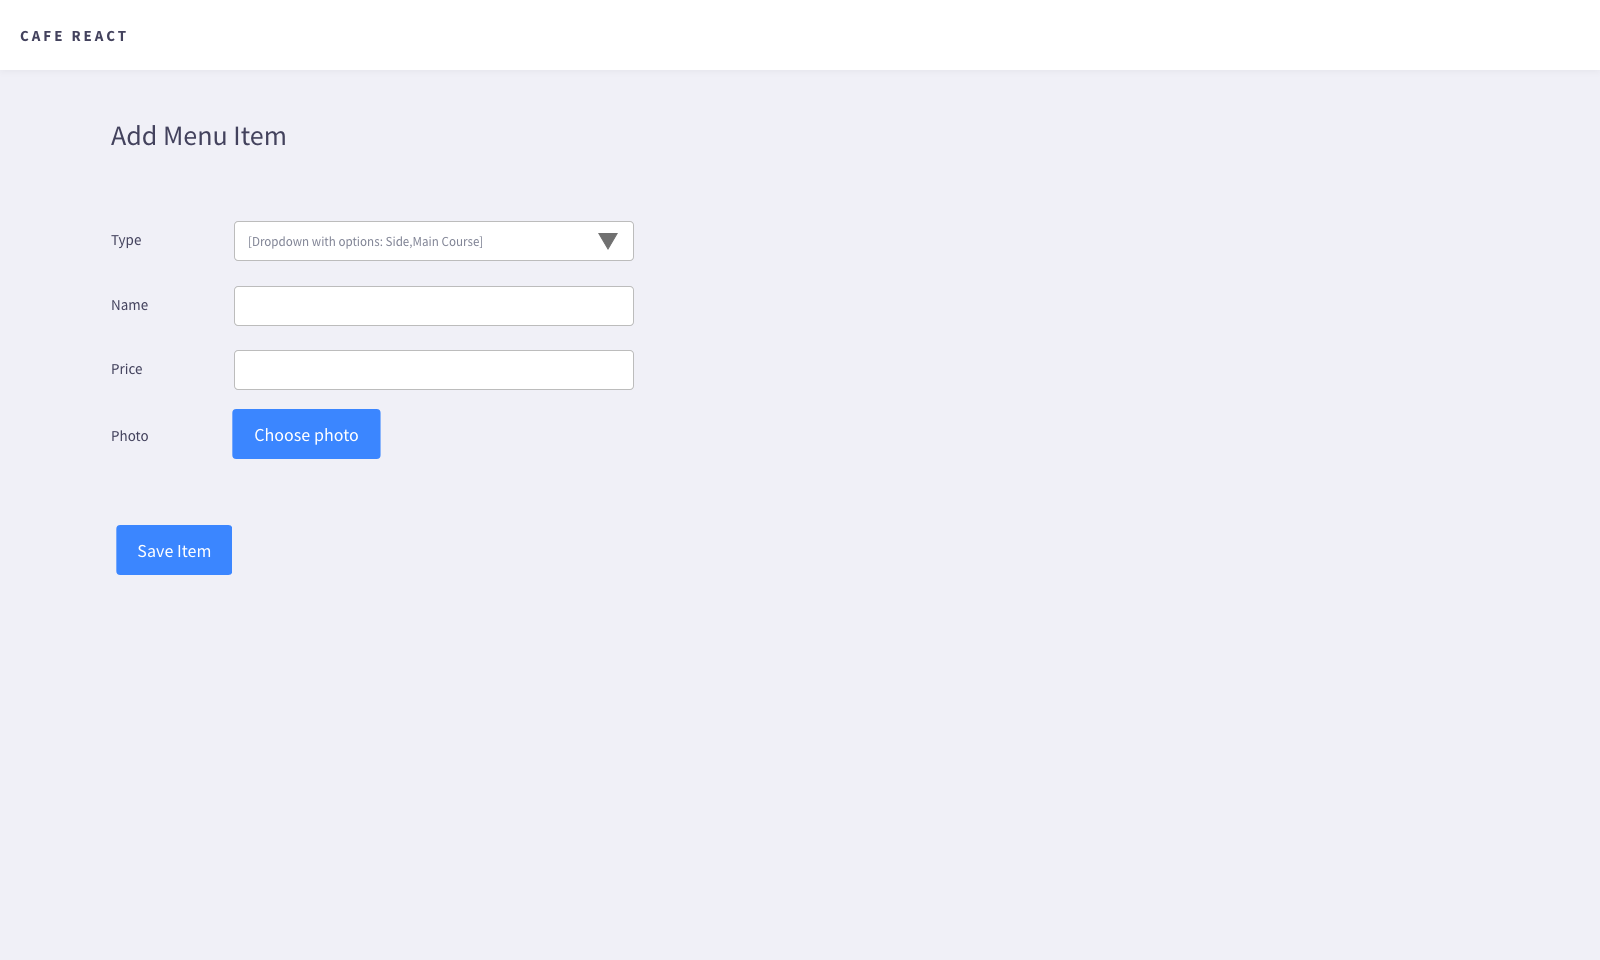 CAFE REACT
Add Menu Item
Type
[Dropdown with options: Side,Main Course]
Name
Price
Photo
Choose photo
Save Item